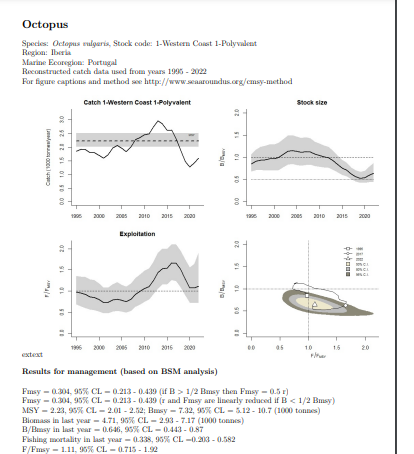 Octopus
Species: Octopus vulgaris, Stock code: 1-Western Coast 1-Polyvalent
Region: Iberia
Marine Ecoregion: Portugal
Reconstructed catch data used from years 1995 - 2022
For figure captions and method see http://www.seaaroundus.org/cmsy-method
Catch 1-Western Coast 1-Polyvalent
Catch (1000 tonnes/year)
0.0 0.5 1.0 1.5 2.0 2.5 3.0
MSY
1995 2000 2005 2010 2015 2020
Stock size
B/Bmsy
0.0 0.5 1.0 1.5 2.0
1995 2000 2005 2010 2015 2020
Exploitation
F/Fmsy
0.0 0.5 1.0 1.5 2.0
1995 2000 2005 2010 2015 2020
B/Bmsy
0.0 0.5 1.0 1.5 2.0
1995
2017
2022
50% C.I.
80% C.I.
95% C.I.
0.0 0.5 1.0 1.5 2.0
F/Fmsy
extext
Results for management (based on BSM analysis)
Fmsy = 0.304, 95% CL = 0.213 - 0.439 (if B > 1/2 Bmsy then Fmsy = 0.5 r)
Fmsy = 0.304, 95% CL = 0.213 - 0.439 (r and Fmsy are linearly reduced if B < 1/2 Bmsy)
MSY = 2.23, 95% CL = 2.01 - 2.52; Bmsy = 7.32, 95% CL = 5.12 - 10.7 (1000 tonnes)
Biomass in last year = 4.71, 95% CL = 2.93 - 7.17 (1000 tonnes)
B/Bmsy in last year = 0.646, 95% CL = 0.443 - 0.87
Fishing mortality in last year = 0.338, 95% CL =0.203 - 0.582
F/Fmsy = 1.11, 95% CL = 0.715 - 1.92